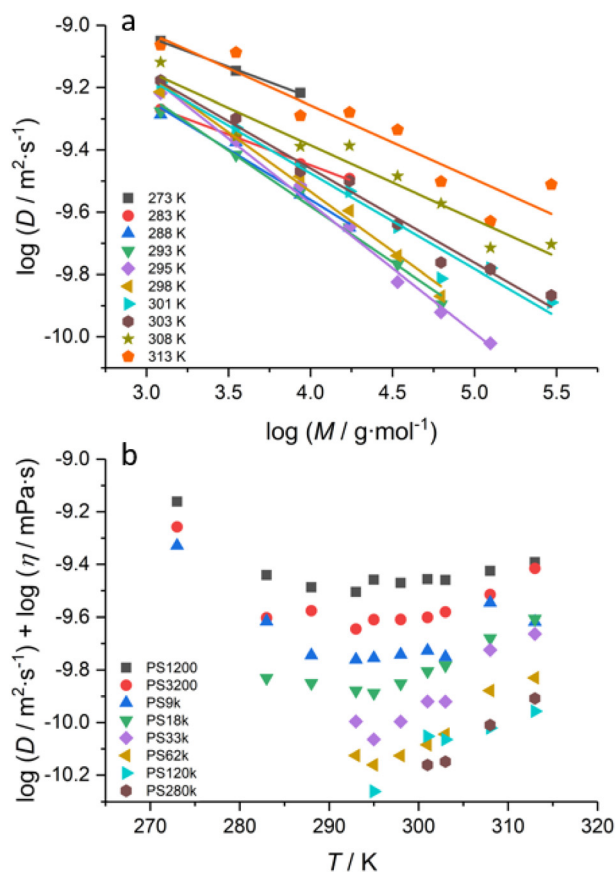 a
-9.0
-9.2
-9.4
-9.6
-9.8
-10.0
log (D / m²·s⁻¹)
273 K
283 K
288 K
293 K
295 K
298 K
301 K
303 K
308 K
313 K
3.0 3.5 4.0 4.5 5.0 5.5
log (M / g·mol⁻¹)
b
-9.0
-9.2
-9.4
-9.6
-9.8
-10.0
-10.2
log (D / m²·s⁻¹) + log (η / mPa·s)
PS1200
PS3200
PS9k
PS18k
PS33k
PS62k
PS120k
PS280k
270 280 290 300 310 320
T / K